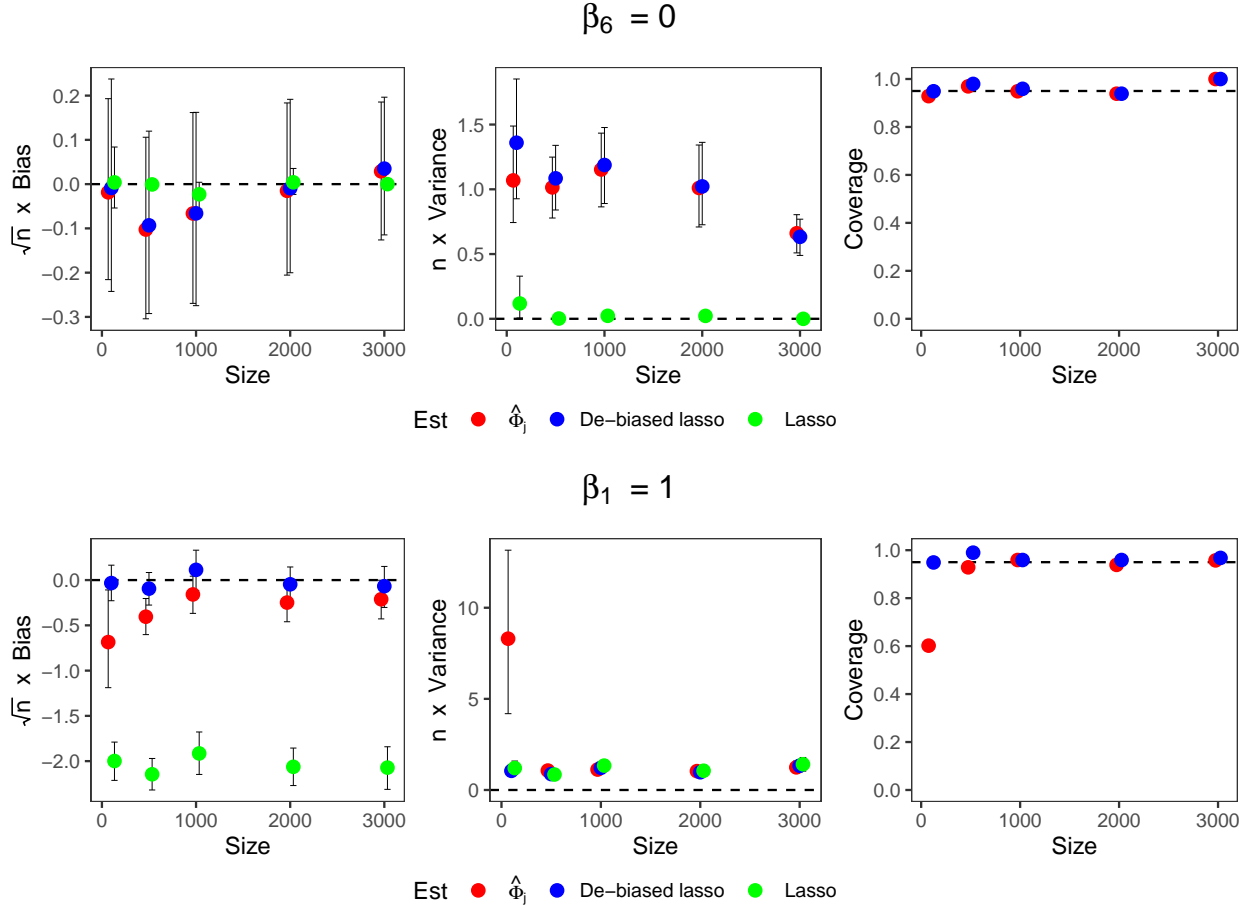 β₆ = 0
√n x Bias
0.2
0.1
0.0
−0.1
−0.2
−0.3
0 1000 2000 3000
Size
n x Variance
1.5
1.0
0.5
0.0
0 1000 2000 3000
Size
Coverage
1.0
0.8
0.6
0.4
0.2
0.0
0 1000 2000 3000
Size
Est Φ̂ⱼ De−biased lasso Lasso
β₁ = 1
√n x Bias
0.0
−0.5
−1.0
−1.5
−2.0
0 1000 2000 3000
Size
n x Variance
10
5
0
0 1000 2000 3000
Size
Coverage
1.0
0.8
0.6
0.4
0.2
0.0
0 1000 2000 3000
Size
Est Φ̂ⱼ De−biased lasso Lasso